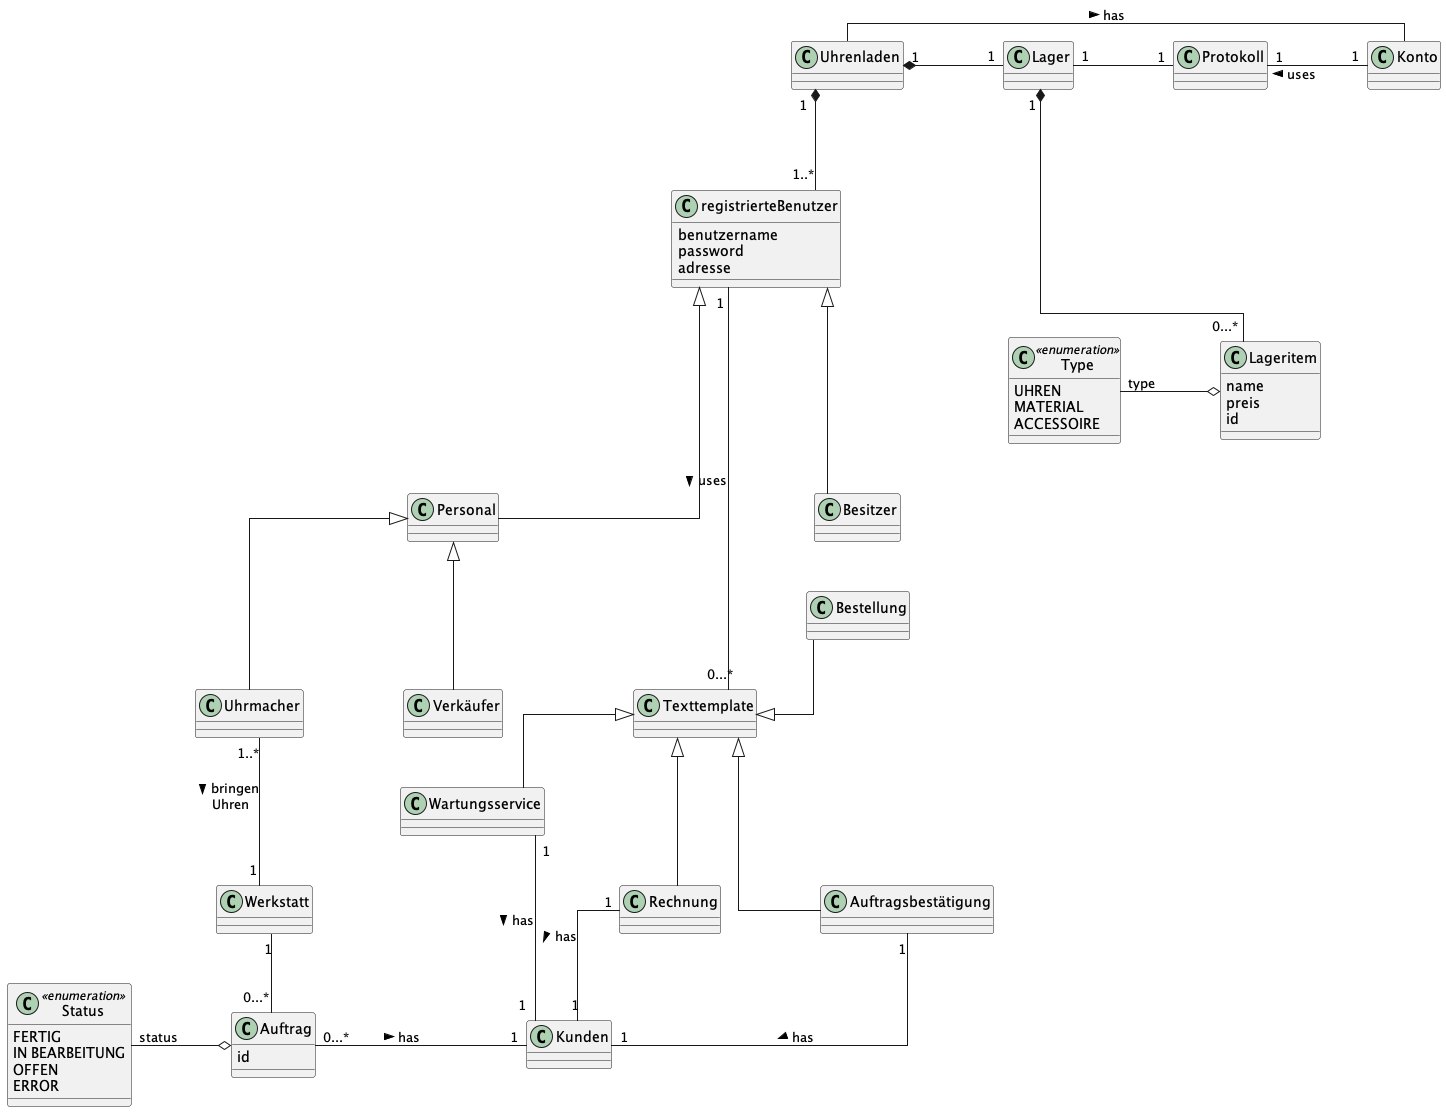 has
C Uhrenladen
1
1
C Lager
1
1
C Protokoll
1
1
C Konto
uses
1
1
1..*
C registrierteBenutzer
benutzername
password
adresse
1
0...*
C «enumeration»
Type
UHREN
MATERIAL
ACCESSOIRE
type
C Lageritem
name
preis
id
uses
C Personal
C Besitzer
C Bestellung
0...*
C Uhrmacher
C Verkäufer
C Texttemplate
1..*
bringen
Uhren
C Wartungsservice
1
1
C Werkstatt
1
C Rechnung
C Auftragsbestätigung
has
has
1
1
0...*
1
1
C «enumeration»
Status
FERTIG
IN BEARBEITUNG
OFFEN
ERROR
status
C Auftrag
id
0...*
has
1
C Kunden
1
has